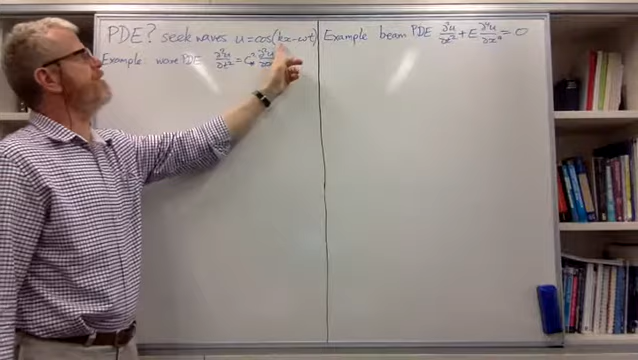 PDE? seek waves u=cos(kx-ωt)
Example: wave PDE ∂²u/∂t² = C*² ∂²u/∂x²
Example beam PDE ∂²u/∂t² + E ∂⁴u/∂x⁴ = 0